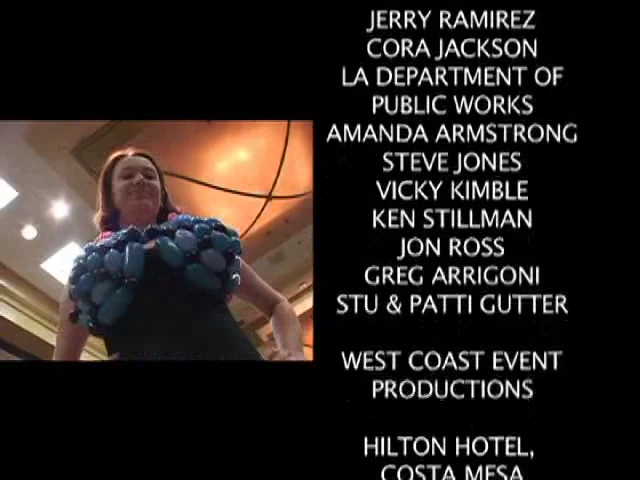 JERRY RAMIREZ
CORA JACKSON
LA DEPARTMENT OF
PUBLIC WORKS
AMANDA ARMSTRONG
STEVE JONES
VICKY KIMBLE
KEN STILLMAN
JON ROSS
GREG ARRIGONI
STU & PATTI GUTTER
WEST COAST EVENT
PRODUCTIONS
HILTON HOTEL,
COSTA MESA